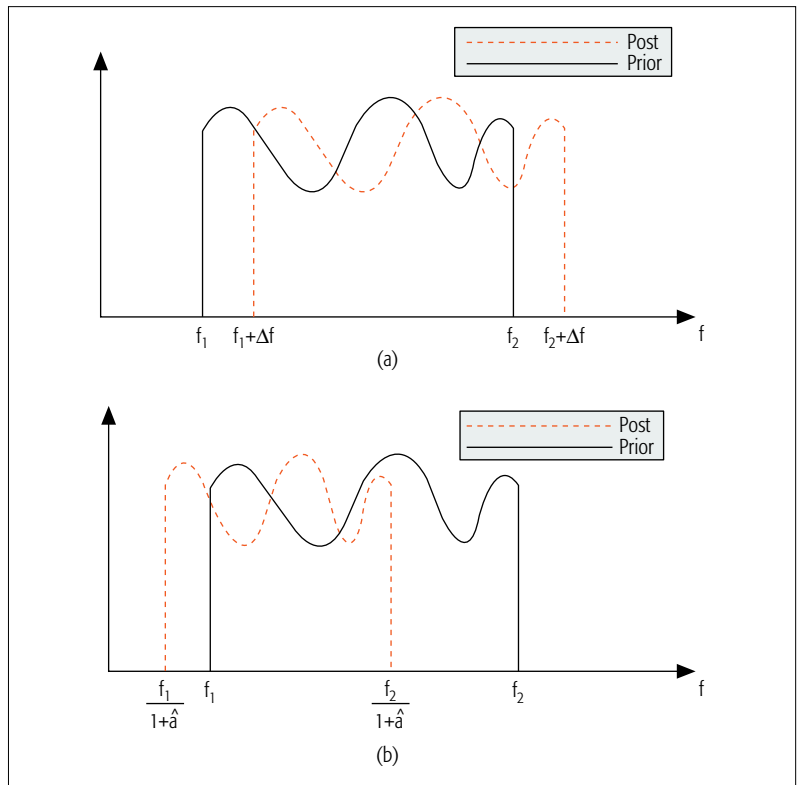 Post
Prior
f₁
f₁+Δf
f₂
f₂+Δf
f
(a)
Post
Prior
f₁
1+â
f₁
f₂
1+â
f₂
f
(b)